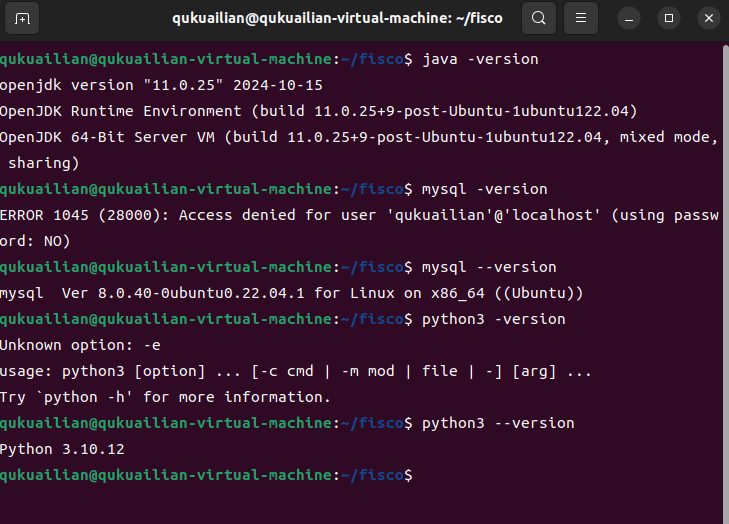 qukuailian@qukuailian-virtual-machine: ~/fisco
qukuailian@qukuailian-virtual-machine:~/fisco$ java -version
openjdk version "11.0.25" 2024-10-15
OpenJDK Runtime Environment (build 11.0.25+9-post-Ubuntu-1ubuntu122.04)
OpenJDK 64-Bit Server VM (build 11.0.25+9-post-Ubuntu-1ubuntu122.04, mixed mode,
 sharing)
qukuailian@qukuailian-virtual-machine:~/fisco$ mysql -version
ERROR 1045 (28000): Access denied for user 'qukuailian'@'localhost' (using passw
ord: NO)
qukuailian@qukuailian-virtual-machine:~/fisco$ mysql --version
mysql  Ver 8.0.40-0ubuntu0.22.04.1 for Linux on x86_64 ((Ubuntu))
qukuailian@qukuailian-virtual-machine:~/fisco$ python3 -version
Unknown option: -e
usage: python3 [option] ... [-c cmd | -m mod | file | -] [arg] ...
Try `python -h' for more information.
qukuailian@qukuailian-virtual-machine:~/fisco$ python3 --version
Python 3.10.12
qukuailian@qukuailian-virtual-machine:~/fisco$